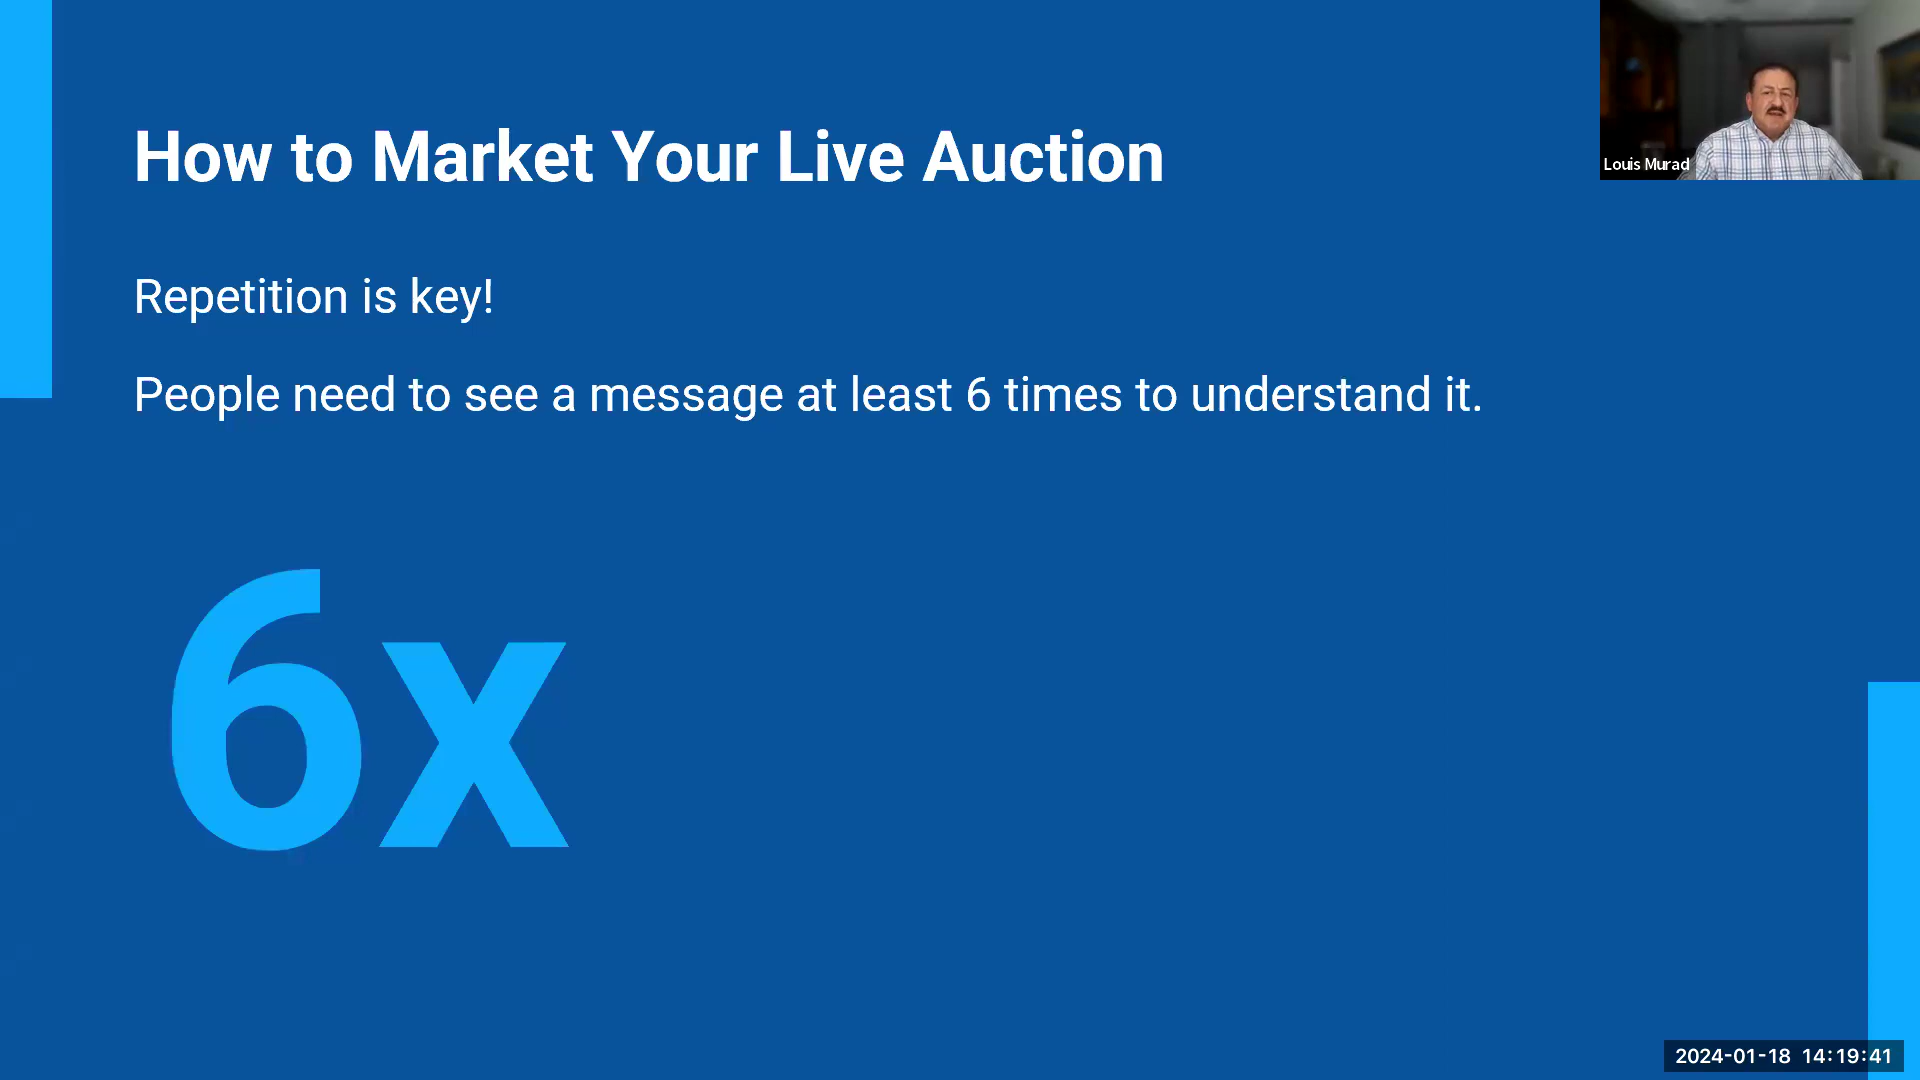 How to Market Your Live Auction
Louis Murad
Repetition is key!
People need to see a message at least 6 times to understand it.
6x
2024-01-18 14:19:41